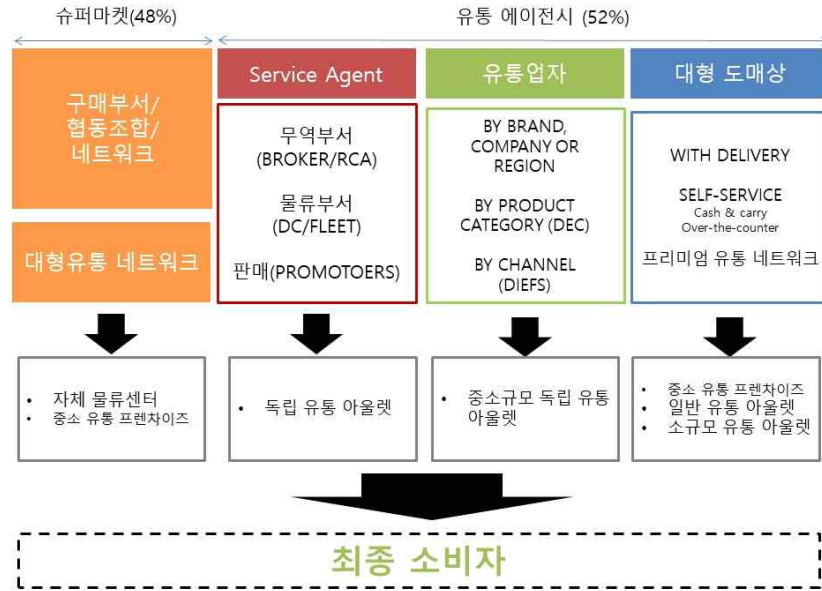 슈퍼마켓(48%)
유통 에이전시 (52%)
구매부서/
협동조합/
네트워크
대형유통 네트워크
Service Agent
무역부서
(BROKER/RCA)
물류부서
(DC/FLEET)
판매(PROMOTOERS)
유통업자
BY BRAND,
COMPANY OR
REGION
BY PRODUCT
CATEGORY (DEC)
BY CHANNEL
(DIEFS)
대형 도매상
WITH DELIVERY
SELF-SERVICE
Cash & carry
Over-the-counter
프리미엄 유통 네트워크
• 자체 물류센터
• 중소 유통 프렌차이즈
• 독립 유통 아울렛
• 중소규모 독립 유통
아울렛
• 중소 유통 프렌차이즈
• 일반 유통 아울렛
• 소규모 유통 아울렛
최종 소비자